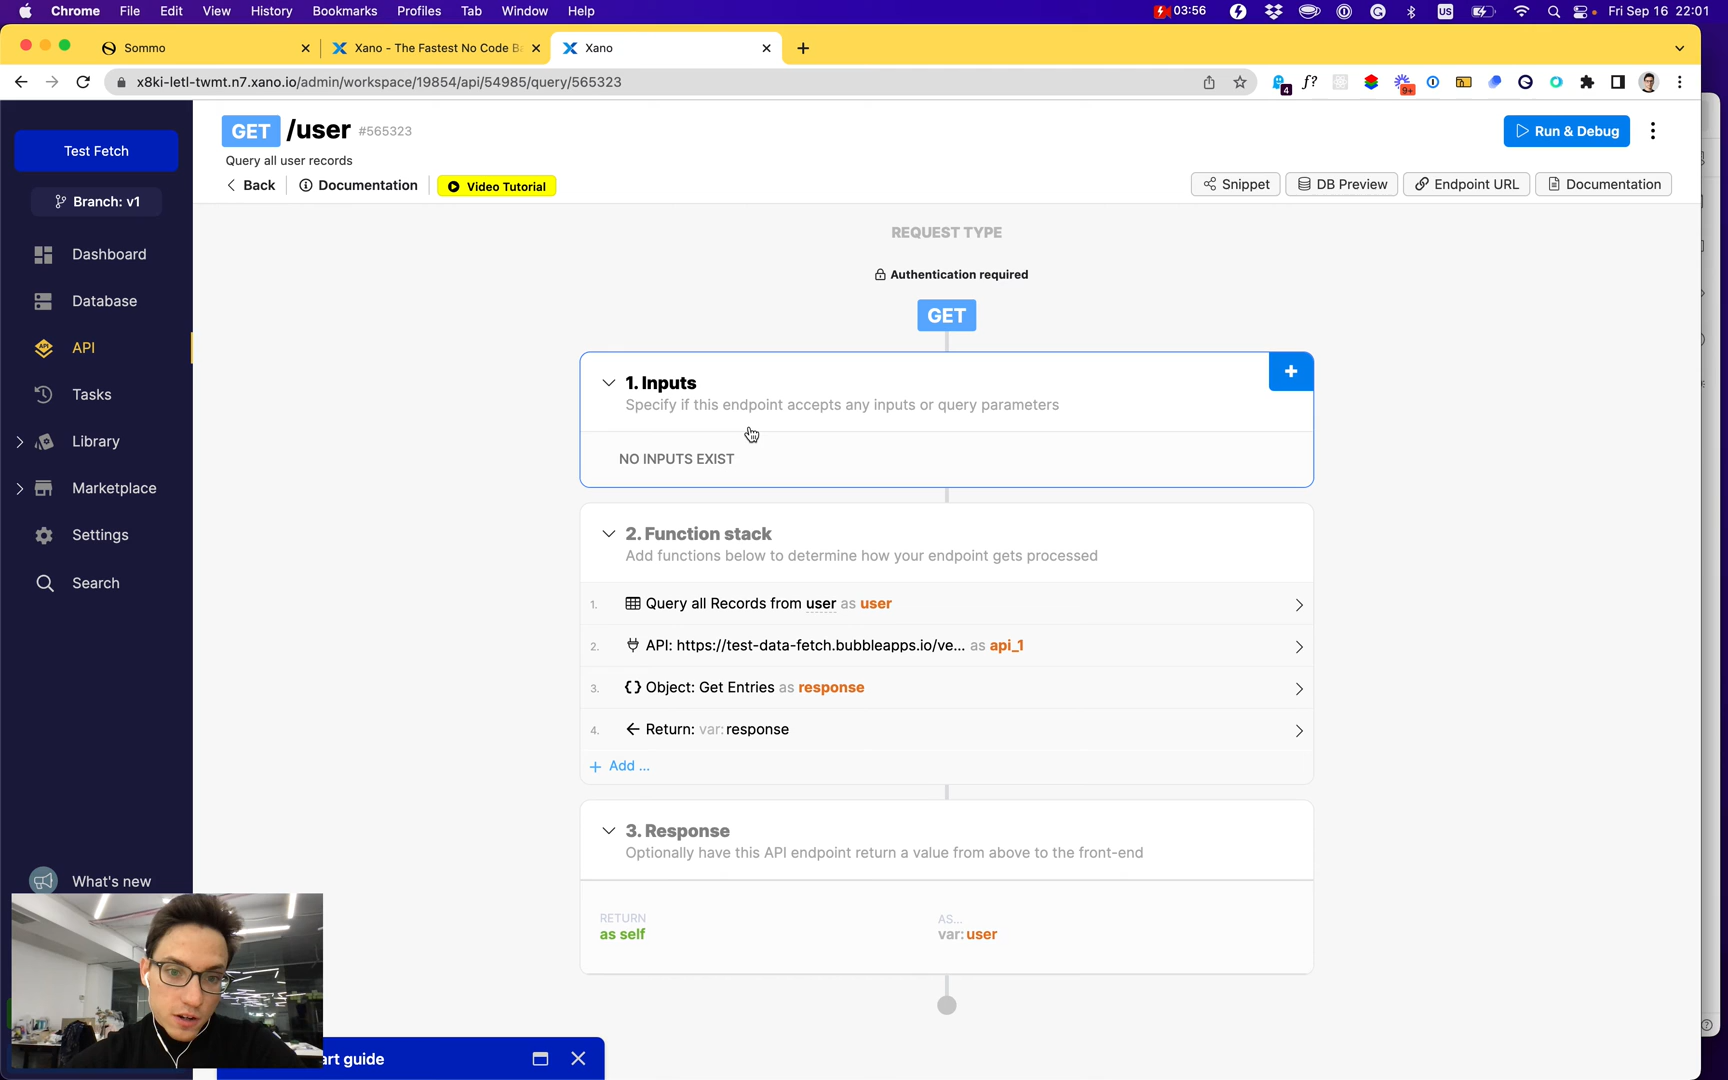 Chrome File Edit View History Bookmarks Profiles Tab Window Help
03:56 US Fri Sep 16 22:01
Sommo
Xano - The Fastest No Code Ba
Xano
x8ki-letl-twmt.n7.xano.io/admin/workspace/19854/api/54985/query/565323
4 f? 9+
Test Fetch
Branch: v1
Dashboard
Database
API
Tasks
Library
Marketplace
Settings
Search
What's new
GET /user #565323
Run & Debug
Query all user records
Back
Documentation
Video Tutorial
Snippet
DB Preview
Endpoint URL
Documentation
REQUEST TYPE
Authentication required
GET
1. Inputs
Specify if this endpoint accepts any inputs or query parameters
NO INPUTS EXIST
2. Function stack
Add functions below to determine how your endpoint gets processed
1. Query all Records from user as user
2. API: https://test-data-fetch.bubbleapps.io/ve... as api_1
3. Object: Get Entries as response
4. Return: var: response
+ Add ...
3. Response
Optionally have this API endpoint return a value from above to the front-end
RETURN
as self
AS...
var: user
art guide